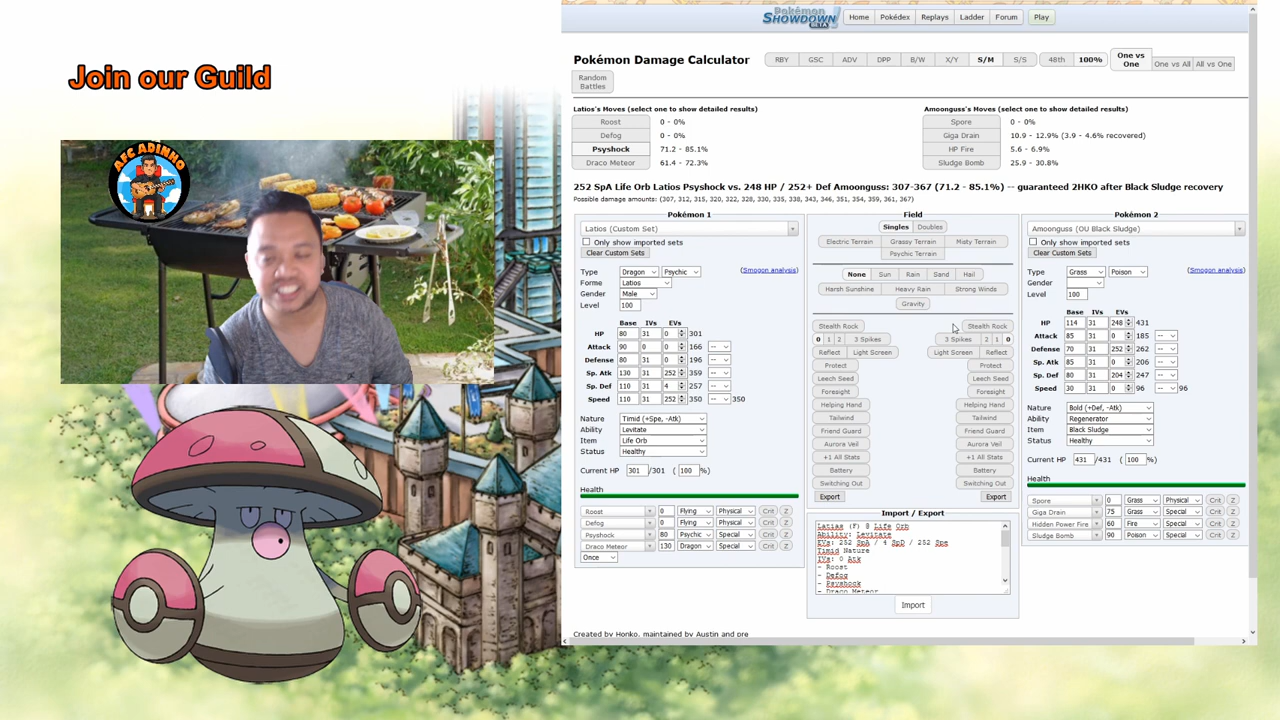 Join our Guild
AFC ADINHO
Pokémon
SHOWDOWN
BETA
Home
Pokédex
Replays
Ladder
Forum
Play
Pokémon Damage Calculator
RBY
GSC
ADV
DPP
B/W
X/Y
S/M
S/S
48th
100%
One vs
One
One vs All
All vs One
Random
Battles
Latios's Moves (select one to show detailed results)
Roost 0 - 0%
Defog 0 - 0%
Psyshock 71.2 - 85.1%
Draco Meteor 61.4 - 72.3%
Amoonguss's Moves (select one to show detailed results)
Spore 0 - 0%
Giga Drain 10.9 - 12.9% (3.9 - 4.6% recovered)
HP Fire 5.6 - 6.9%
Sludge Bomb 25.9 - 30.8%
252 SpA Life Orb Latios Psyshock vs. 248 HP / 252+ Def Amoonguss: 307-367 (71.2 - 85.1%) -- guaranteed 2HKO after Black Sludge recovery
Possible damage amounts: (307, 312, 315, 320, 322, 328, 330, 335, 338, 343, 346, 351, 354, 359, 361, 367)
Pokémon 1
Latios (Custom Set)
Only show imported sets
Clear Custom Sets
Type Dragon Psychic (Smogon analysis)
Forme Latios
Gender Male
Level 100
Base IVs EVs
HP 80 31 0 301
Attack 90 0 0 166 --
Defense 80 31 0 196 --
Sp. Atk 130 31 252 359 --
Sp. Def 110 31 4 257 --
Speed 110 31 252 350 -- 350
Nature Timid (+Spe, -Atk)
Ability Levitate
Item Life Orb
Status Healthy
Current HP 301 /301 ( 100 %)
Health
Roost 0 Flying Physical Crit Z
Defog 0 Flying Physical Crit Z
Psyshock 80 Psychic Special Crit Z
Draco Meteor 130 Dragon Special Crit Z
Once
Field
Singles Doubles
Electric Terrain Grassy Terrain Misty Terrain
Psychic Terrain
None Sun Rain Sand Hail
Harsh Sunshine Heavy Rain Strong Winds
Gravity
Stealth Rock Stealth Rock
0 1 2 3 Spikes 3 Spikes 2 1 0
Reflect Light Screen Light Screen Reflect
Protect Protect
Leech Seed Leech Seed
Foresight Foresight
Helping Hand Helping Hand
Tailwind Tailwind
Friend Guard Friend Guard
Aurora Veil Aurora Veil
+1 All Stats +1 All Stats
Battery Battery
Switching Out Switching Out
Export Export
Import / Export
Latias (F) @ Life Orb
Ability: Levitate
EVs: 252 SpA / 4 SpD / 252 Spe
Timid Nature
IVs: 0 Atk
- Roost
- Defog
- Psyshock
- Draco Meteor
Import
Pokémon 2
Amoonguss (OU Black Sludge)
Only show imported sets
Clear Custom Sets
Type Grass Poison (Smogon analysis)
Gender
Level 100
Base IVs EVs
HP 114 31 248 431
Attack 85 31 0 185 --
Defense 70 31 252 262 --
Sp. Atk 85 31 0 206 --
Sp. Def 80 31 204 247 --
Speed 30 31 0 96 -- 96
Nature Bold (+Def, -Atk)
Ability Regenerator
Item Black Sludge
Status Healthy
Current HP 431 /431 ( 100 %)
Health
Spore 0 Grass Physical Crit Z
Giga Drain 75 Grass Special Crit Z
Hidden Power Fire 60 Fire Special Crit Z
Sludge Bomb 90 Poison Special Crit Z
Created by Honko, maintained by Austin and pre